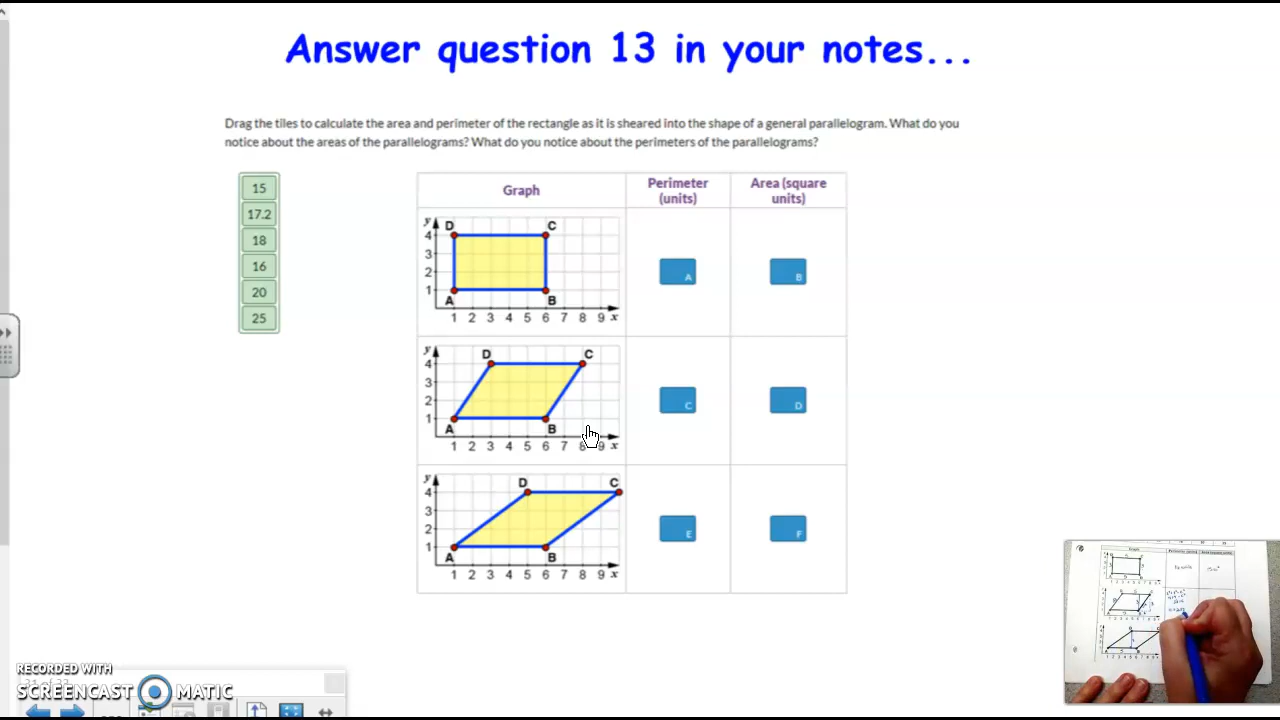 Answer question 13 in your notes...
Drag the tiles to calculate the area and perimeter of the rectangle as it is sheared into the shape of a general parallelogram. What do you
notice about the areas of the parallelograms? What do you notice about the perimeters of the parallelograms?
15
17.2
18
16
20
25
Graph
Perimeter
(units)
Area (square
units)
y
D
C
4
3
2
1
A
B
1 2 3 4 5 6 7 8 9 x
A
B
y
D
C
4
3
2
1
A
B
1 2 3 4 5 6 7 8 9 x
C
D
y
D
C
4
3
2
1
A
B
1 2 3 4 5 6 7 8 9 x
E
F
RECORDED WITH
SCREENCAST MATIC